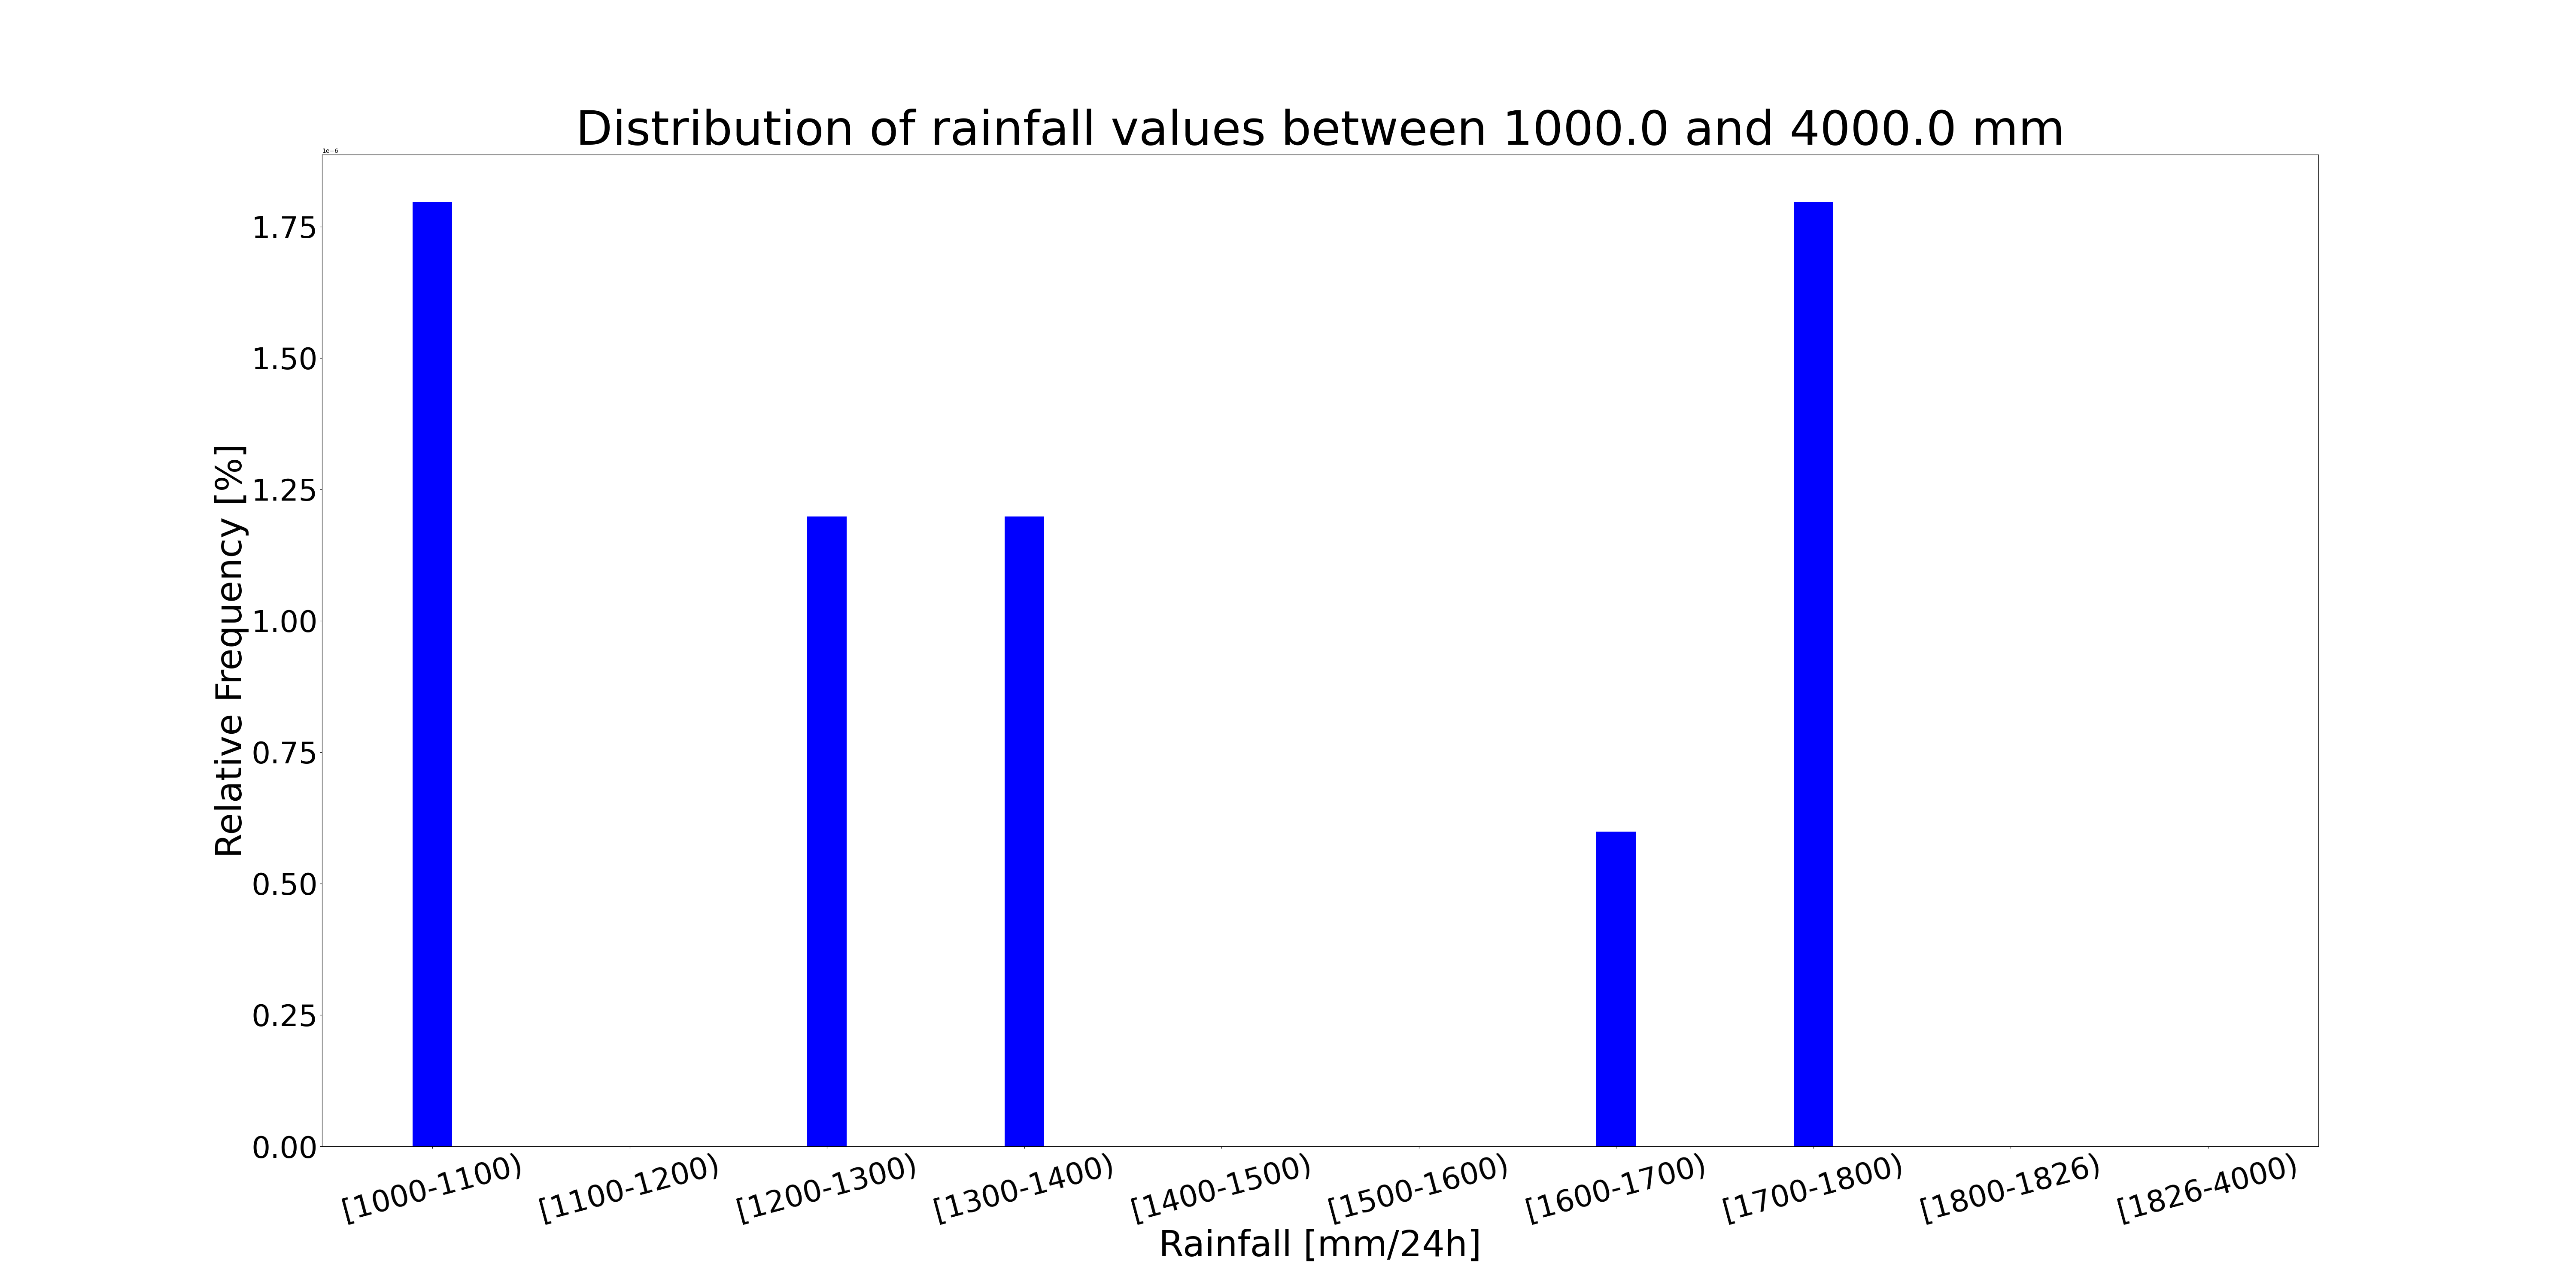 Distribution of rainfall values between 1000.0 and 4000.0 mm
1e−6
1.75
1.50
1.25
1.00
0.75
0.50
0.25
0.00
Relative Frequency [%]
[1000-1100) [1100-1200) [1200-1300) [1300-1400) [1400-1500) [1500-1600) [1600-1700) [1700-1800) [1800-1826) [1826-4000)
Rainfall [mm/24h]